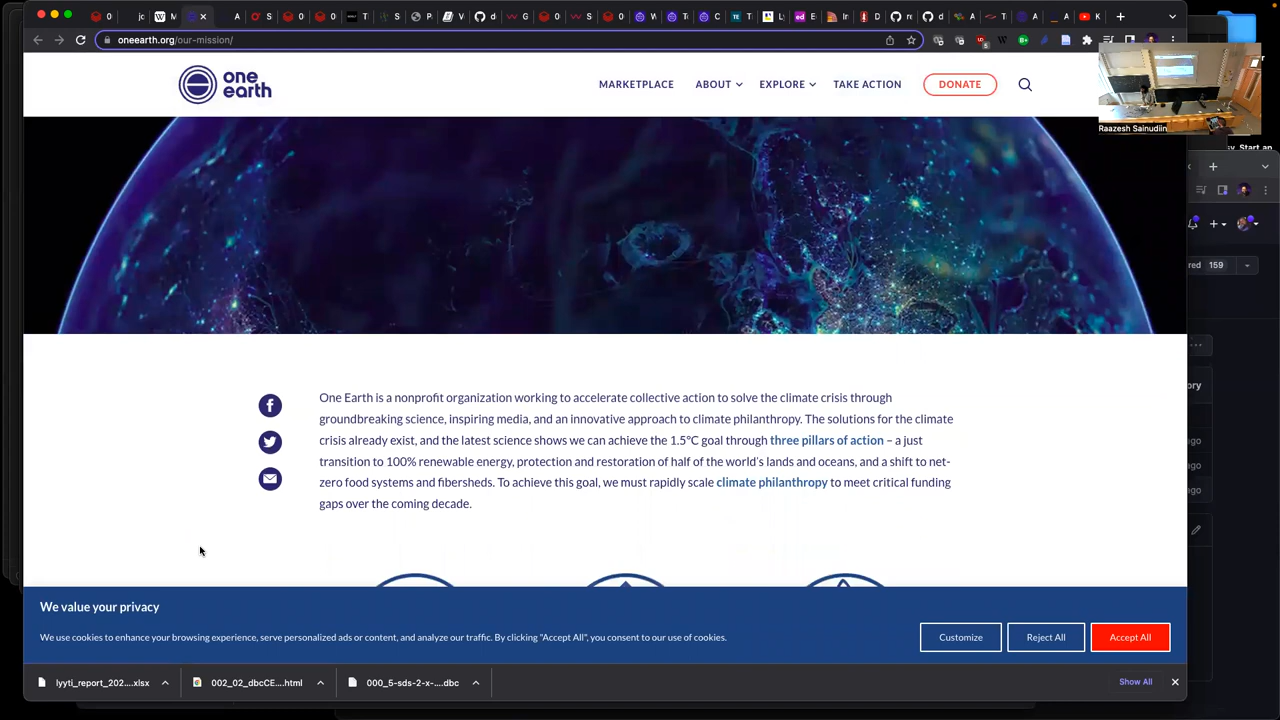 oneearth.org/our-mission/
one
earth
MARKETPLACE
ABOUT
EXPLORE
TAKE ACTION
DONATE
Raazesh Sainudiin
159
One Earth is a nonprofit organization working to accelerate collective action to solve the climate crisis through
groundbreaking science, inspiring media, and an innovative approach to climate philanthropy. The solutions for the climate
crisis already exist, and the latest science shows we can achieve the 1.5°C goal through three pillars of action – a just
transition to 100% renewable energy, protection and restoration of half of the world's lands and oceans, and a shift to net-
zero food systems and fibersheds. To achieve this goal, we must rapidly scale climate philanthropy to meet critical funding
gaps over the coming decade.
ago
ago
ago
We value your privacy
We use cookies to enhance your browsing experience, serve personalized ads or content, and analyze our traffic. By clicking "Accept All", you consent to our use of cookies.
Customize
Reject All
Accept All
lyyti_report_202....xlsx
002_02_dbcCE....html
000_5-sds-2-x-....dbc
Show All